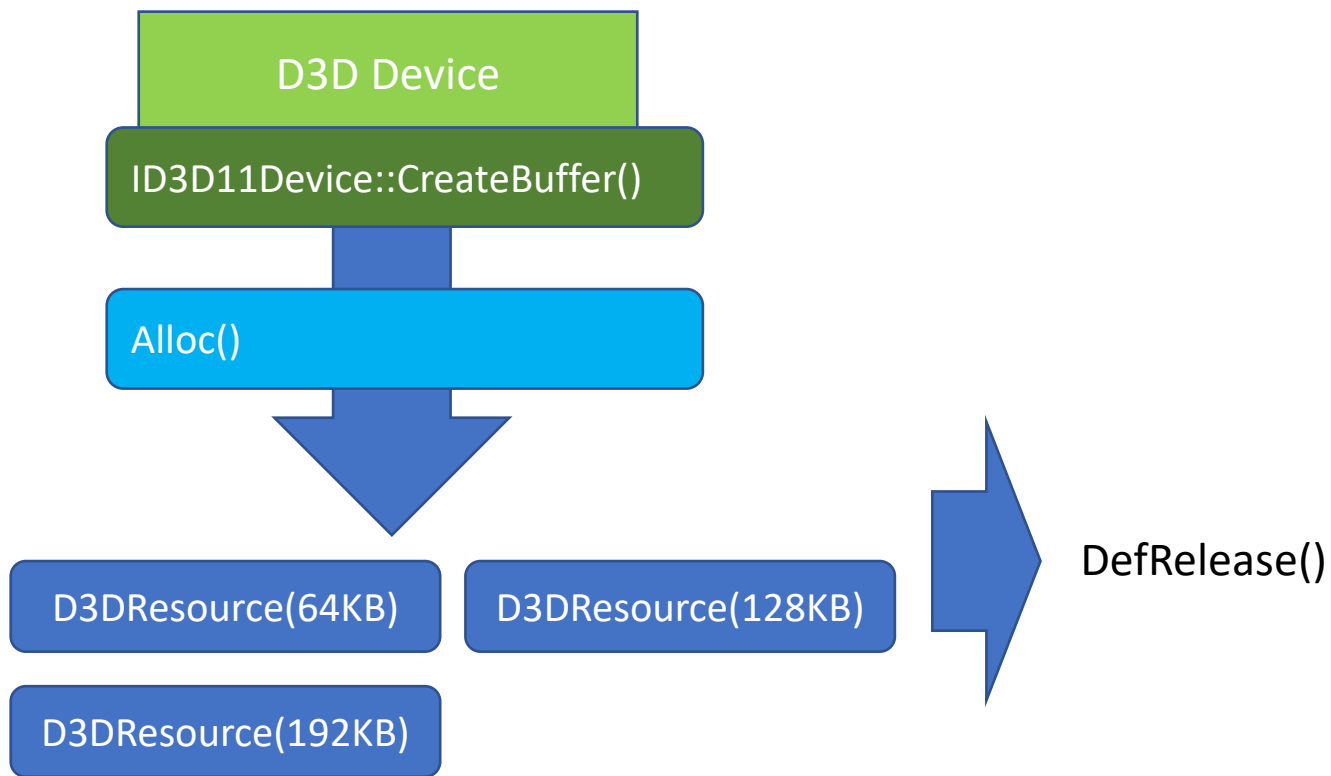 D3D Device
ID3D11Device::CreateBuffer()
Alloc()
DefRelease()
D3DResource(64KB)
D3DResource(128KB)
D3DResource(192KB)